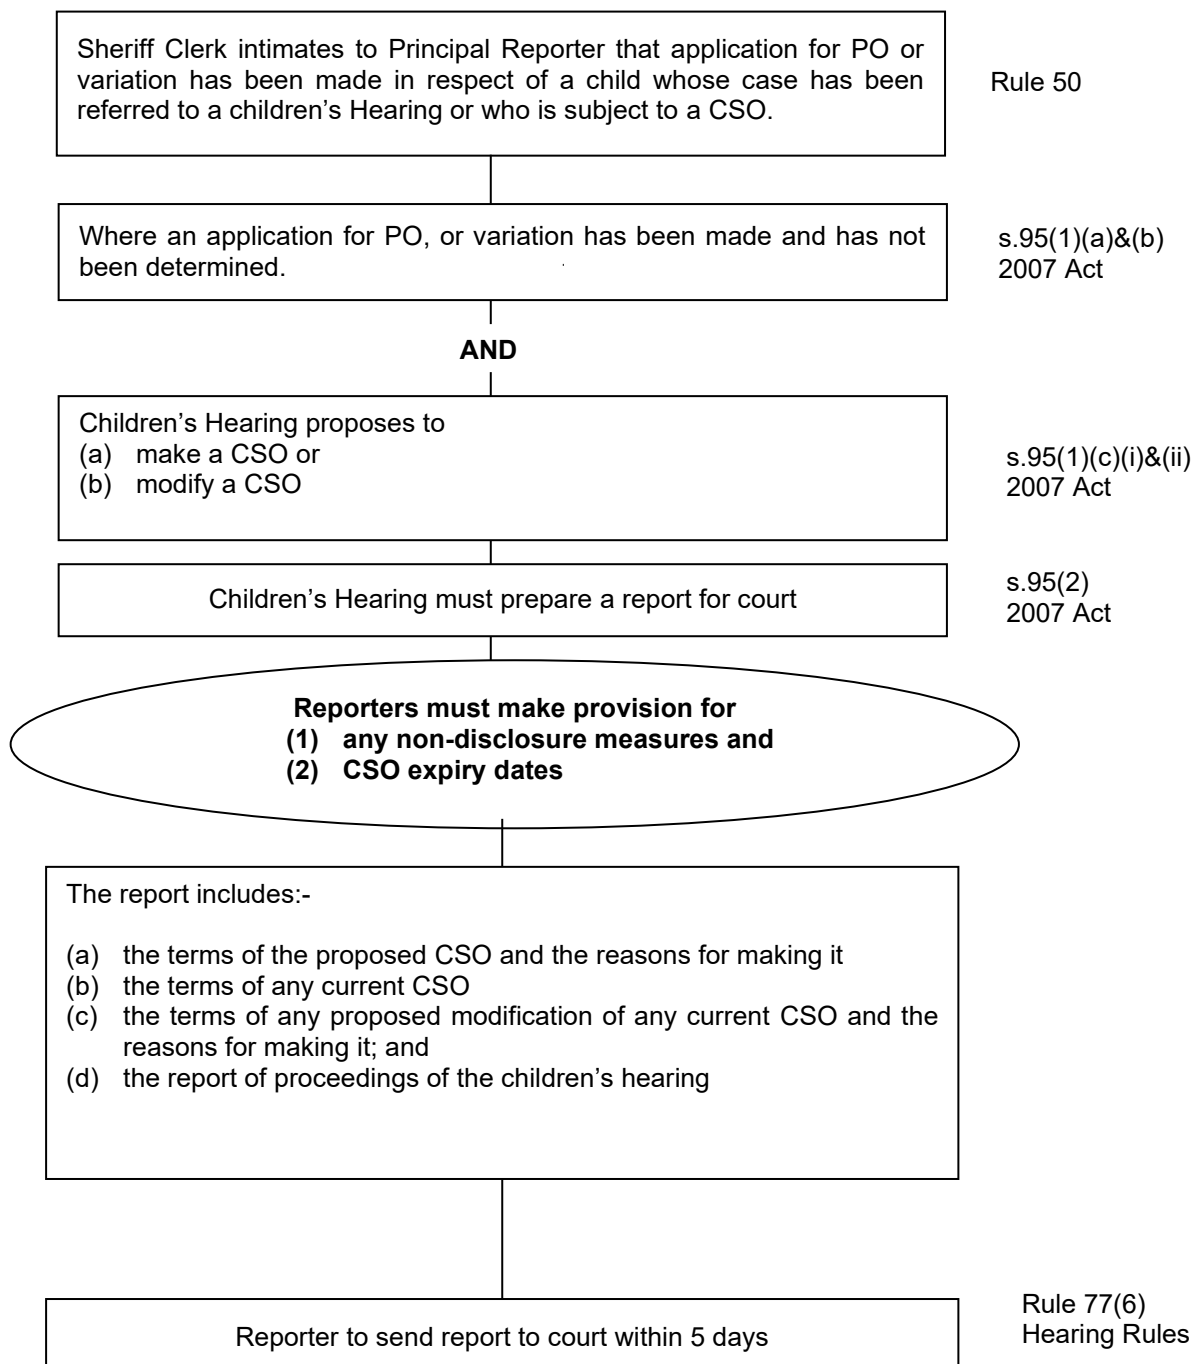 Sheriff Clerk intimates to Principal Reporter that application for PO or
variation has been made in respect of a child whose case has been
referred to a children's Hearing or who is subject to a CSO.
Rule 50
Where an application for PO, or variation has been made and has not
been determined.
s.95(1)(a)&(b)
2007 Act
AND
Children's Hearing proposes to
(a) make a CSO or
(b) modify a CSO
s.95(1)(c)(i)&(ii)
2007 Act
Children's Hearing must prepare a report for court
s.95(2)
2007 Act
Reporters must make provision for
(1) any non-disclosure measures and
(2) CSO expiry dates
The report includes:-
(a) the terms of the proposed CSO and the reasons for making it
(b) the terms of any current CSO
(c) the terms of any proposed modification of any current CSO and the
reasons for making it; and
(d) the report of proceedings of the children's hearing
Reporter to send report to court within 5 days
Rule 77(6)
Hearing Rules